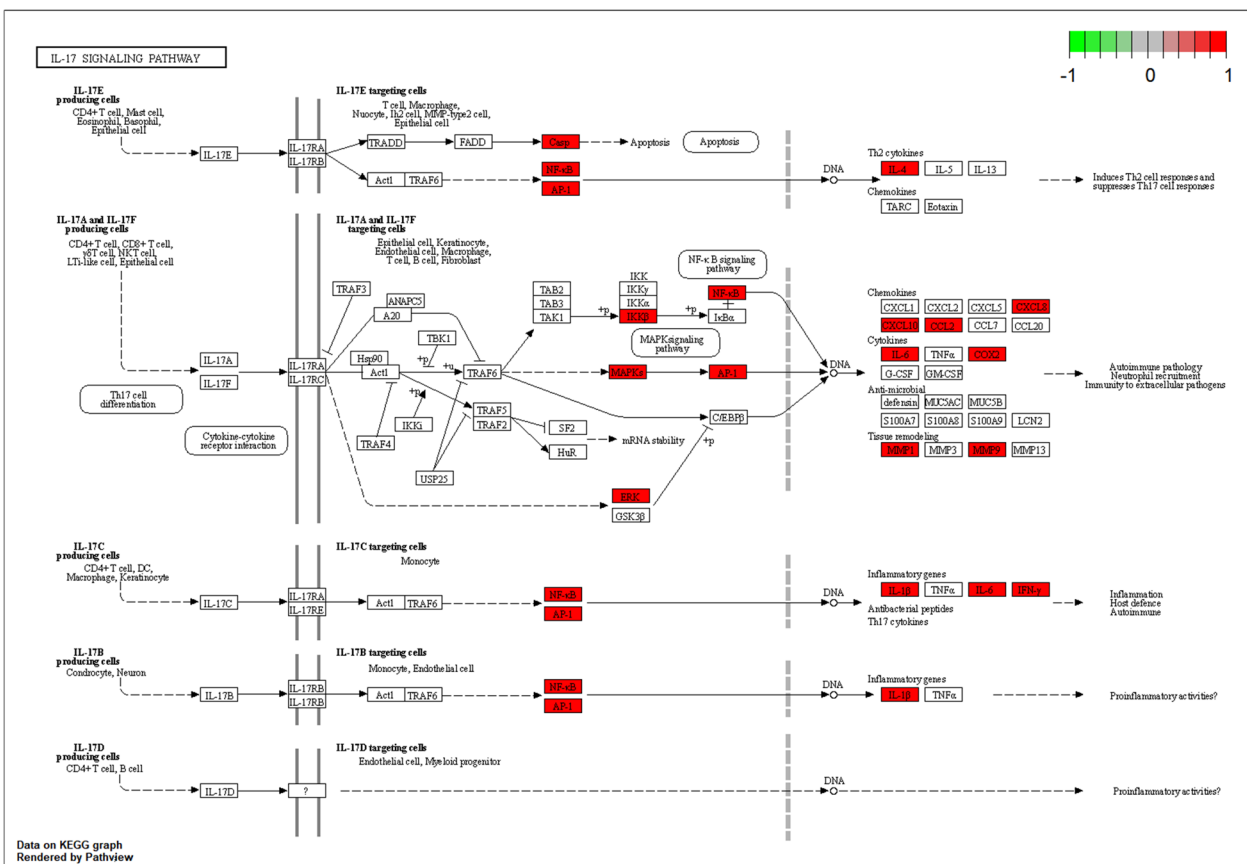 IL-17 SIGNALING PATHWAY
-1 0 1
IL-17E
producing cells
CD4+ T cell, Mast cell,
Eosinophil, Basophil,
Epithelial cell
IL-17E targeting cells
T cell, Macrophage,
Nuocyte, Ih2 cell, MMP-type2 cell,
Epithelial cell
IL-17E
IL-17RA
IL-17RB
TRADD
FADD
Casp
Apoptosis
Apoptosis
Act1
TRAF6
NF-κB
AP-1
DNA
Th2 cytokines
IL-4
IL-5
IL-13
Chemokines
TARC
Eotaxin
Induces Th2 cell responses and
suppresses Th17 cell responses
IL-17A and IL-17F
producing cells
CD4+ T cell, CD8+ T cell,
γδT cell, NKT cell,
LTi-like cell, Epithelial cell
IL-17A and IL-17F
targeting cells
Epithelial cell, Keratinocyte,
Endothelial cell, Macrophage,
T cell, B cell, Fibroblast
IL-17A
IL-17F
Th17 cell
differentiation
Cytokine-cytokine
receptor interaction
IL-17RA
IL-17RC
TRAF3
ANAPC5
A20
TBK1
+p
+u
Hsp90
Act1
TRAF6
+p
IKKi
TRAF4
TRAF5
TRAF2
USP25
SF2
HuR
mRNA stability
TAB2
TAB3
TAK1
+p
IKK
IKKγ
IKKα
IKKβ
+p
NF-κB signaling
pathway
NF-κB
IκBα
MAPK signaling
pathway
MAPKs
AP-1
C/EBPβ
+p
ERK
GSK3β
DNA
Chemokines
CXCL1
CXCL2
CXCL5
CXCL8
CXCL10
CCL2
CCL7
CCL20
Cytokines
IL-6
TNFα
COX2
G-CSF
GM-CSF
Anti-microbial
defensin
MUC5AC
MUC5B
S100A7
S100A8
S100A9
LCN2
Tissue remodeling
MMP1
MMP3
MMP9
MMP13
Autoimmune pathology
Neutrophil recruitment
Immunity to extracellular pathogens
IL-17C
producing cells
CD4+ T cell, DC,
Macrophage, Keratinocyte
IL-17C targeting cells
Monocyte
IL-17C
IL-17RA
IL-17RE
Act1
TRAF6
NF-κB
AP-1
DNA
Inflammatory genes
IL-1β
TNFα
IL-6
IFN-γ
Antibacterial peptides
Th17 cytokines
Inflammation
Host defence
Autoimmune
IL-17B
producing cells
Condrocyte, Neuron
IL-17B targeting cells
Monocyte, Endothelial cell
IL-17B
IL-17RB
IL-17RB
Act1
TRAF6
NF-κB
AP-1
DNA
Inflammatory genes
IL-1β
TNFα
Proinflammatory activities?
IL-17D
producing cells
CD4+ T cell, B cell
IL-17D targeting cells
Endothelial cell, Myeloid progenitor
IL-17D
?
DNA
Proinflammatory activities?
Data on KEGG graph
Rendered by Pathview